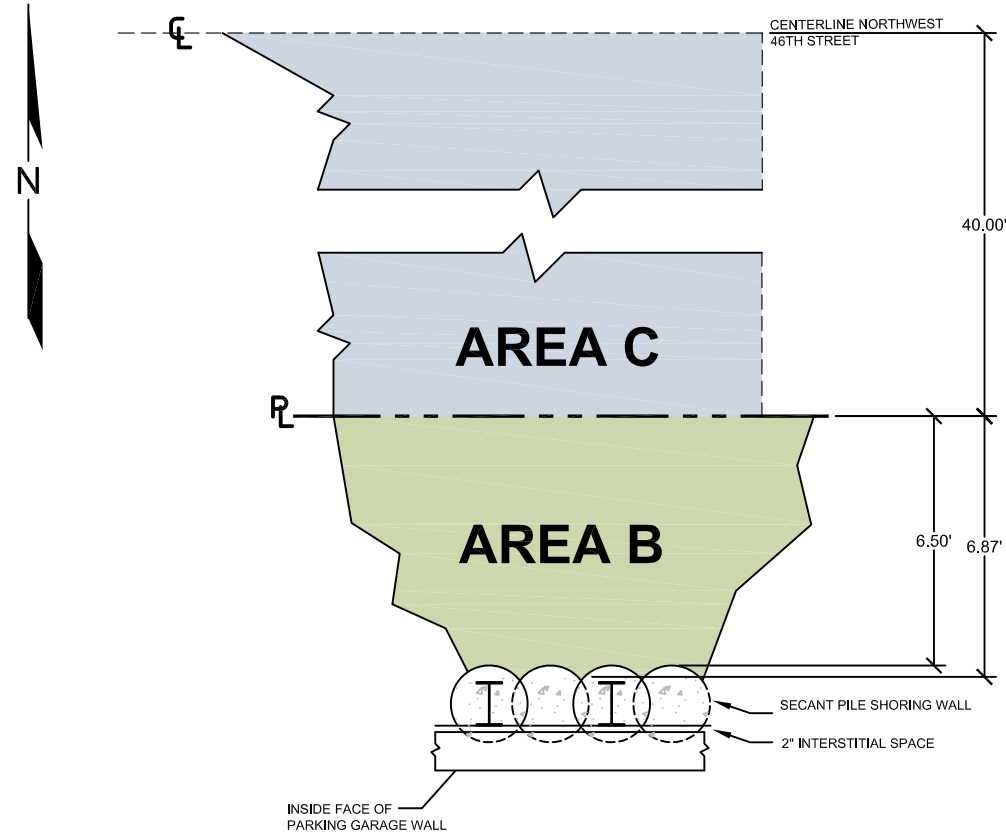 CL
CENTERLINE NORTHWEST
46TH STREET
N
40.00'
AREA C
PL
AREA B
6.50'
6.87'
SECANT PILE SHORING WALL
2" INTERSTITIAL SPACE
INSIDE FACE OF
PARKING GARAGE WALL